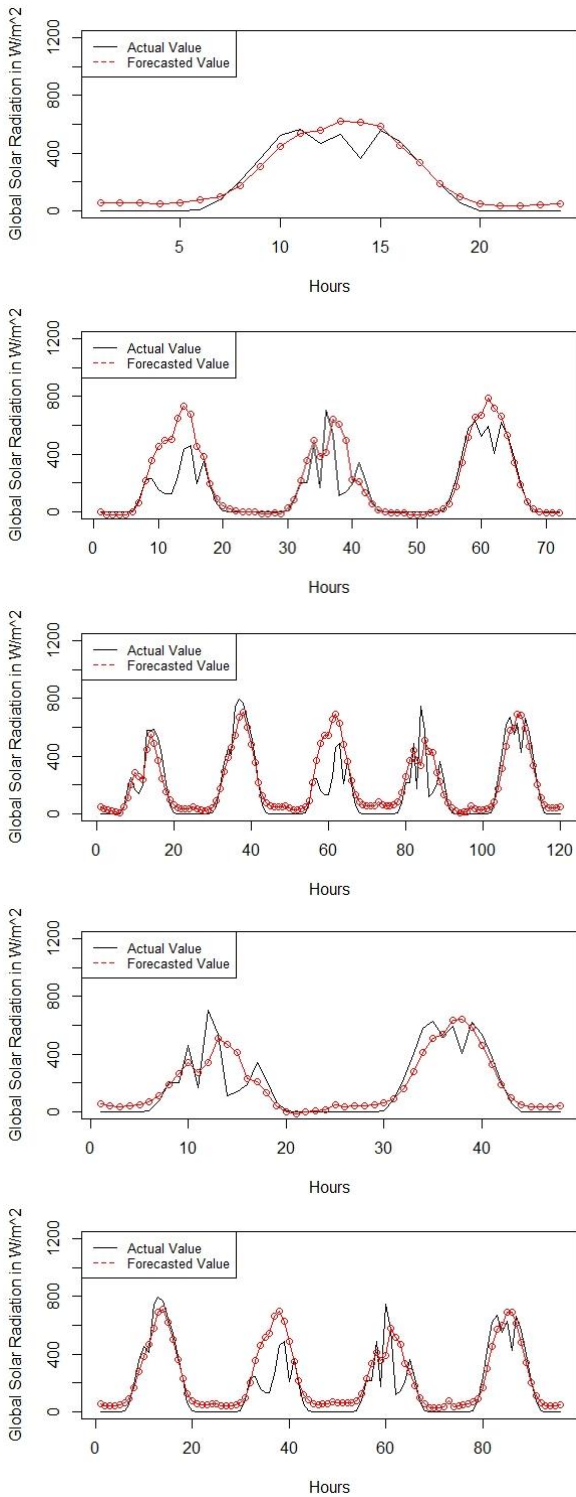 Global Solar Radiation in W/m^2
1200
800
400
0
Actual Value
Forecasted Value
5 10 15 20
Hours
Global Solar Radiation in W/m^2
1200
800
400
0
Actual Value
Forecasted Value
0 10 20 30 40 50 60 70
Hours
Global Solar Radiation in W/m^2
1200
800
400
0
Actual Value
Forecasted Value
0 20 40 60 80 100 120
Hours
Global Solar Radiation in W/m^2
1200
800
400
0
Actual Value
Forecasted Value
0 10 20 30 40
Hours
Global Solar Radiation in W/m^2
1200
800
400
0
Actual Value
Forecasted Value
0 20 40 60 80
Hours